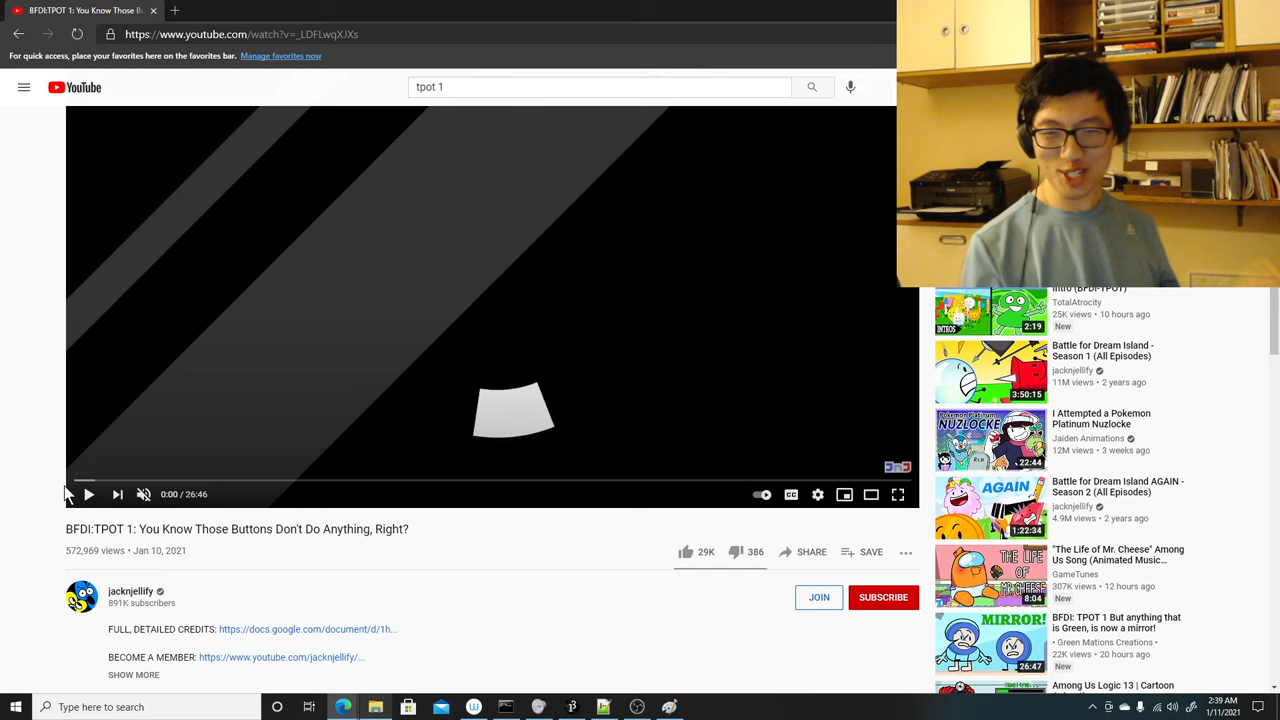 BFDI:TPOT 1: You Know Those Bu
https://www.youtube.com/watch?v=_LDFLwqXJXs
For quick access, place your favorites here on the favorites bar. Manage favorites now
YouTube
tpot 1
0:00 / 26:46
BFDI:TPOT 1: You Know Those Buttons Don't Do Anything, Right?
572,969 views • Jan 10, 2021
29K
386
SHARE
SAVE
jacknjellify
891K subscribers
JOIN
SUBSCRIBE
FULL, DETAILED CREDITS: https://docs.google.com/document/d/1h...
BECOME A MEMBER: https://www.youtube.com/jacknjellify/...
SHOW MORE
Intro (BFDI-TPOT)
TotalAtrocity
25K views • 10 hours ago
New
INTROS
2:19
Battle for Dream Island -
Season 1 (All Episodes)
jacknjellify
11M views • 2 years ago
3:50:15
I Attempted a Pokemon
Platinum Nuzlocke
Jaiden Animations
12M views • 3 weeks ago
Pokemon Platinum
NUZLOCKE
RIP
22:44
Battle for Dream Island AGAIN -
Season 2 (All Episodes)
jacknjellify
4.9M views • 2 years ago
AGAIN
1:22:34
"The Life of Mr. Cheese" Among
Us Song (Animated Music...
GameTunes
307K views • 12 hours ago
New
THE LIFE
OF
MR. CHEESE
8:04
BFDI: TPOT 1 But anything that
is Green, is now a mirror!
• Green Mations Creations •
22K views • 20 hours ago
New
MIRROR!
26:47
Among Us Logic 13 | Cartoon
Type here to search
2:39 AM
1/11/2021